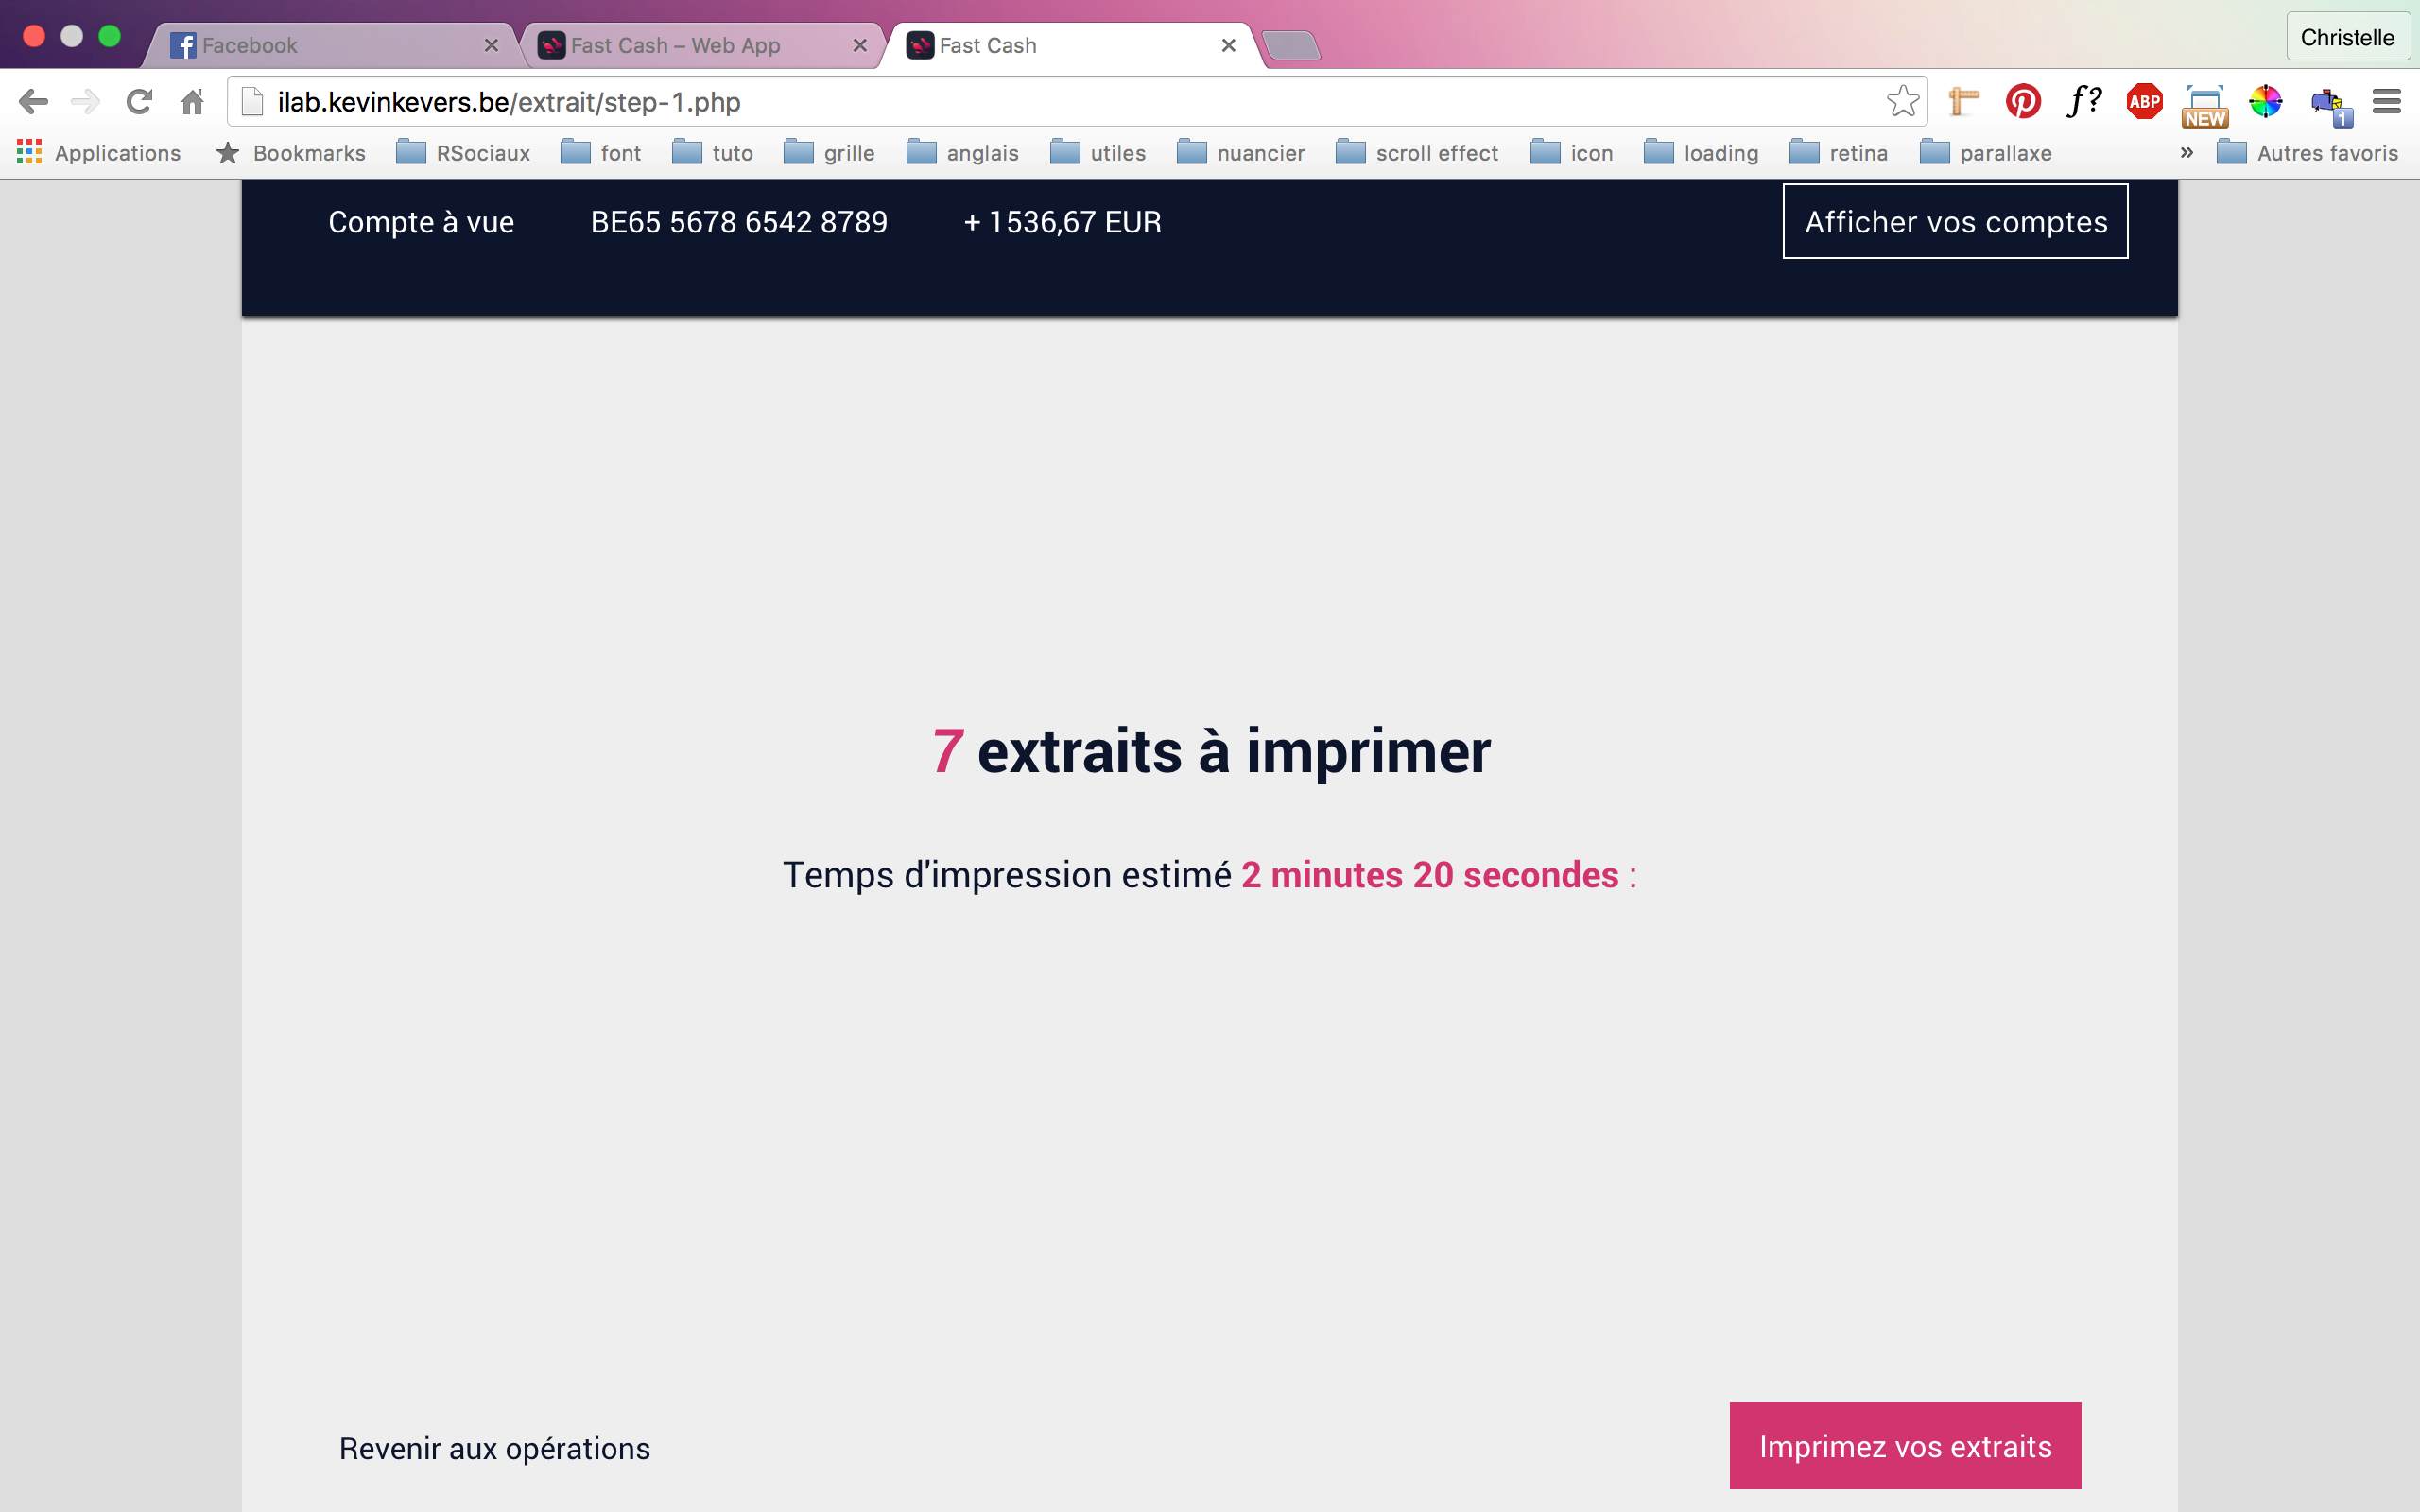 Facebook
Fast Cash – Web App
Fast Cash
Christelle
ilab.kevinkevers.be/extrait/step-1.php
f?
ABP
NEW
1
Applications
Bookmarks
RSociaux
font
tuto
grille
anglais
utiles
nuancier
scroll effect
icon
loading
retina
parallaxe
»
Autres favoris
Compte à vue
BE65 5678 6542 8789
+ 1536,67 EUR
Afficher vos comptes
7 extraits à imprimer
Temps d'impression estimé 2 minutes 20 secondes :
Revenir aux opérations
Imprimez vos extraits